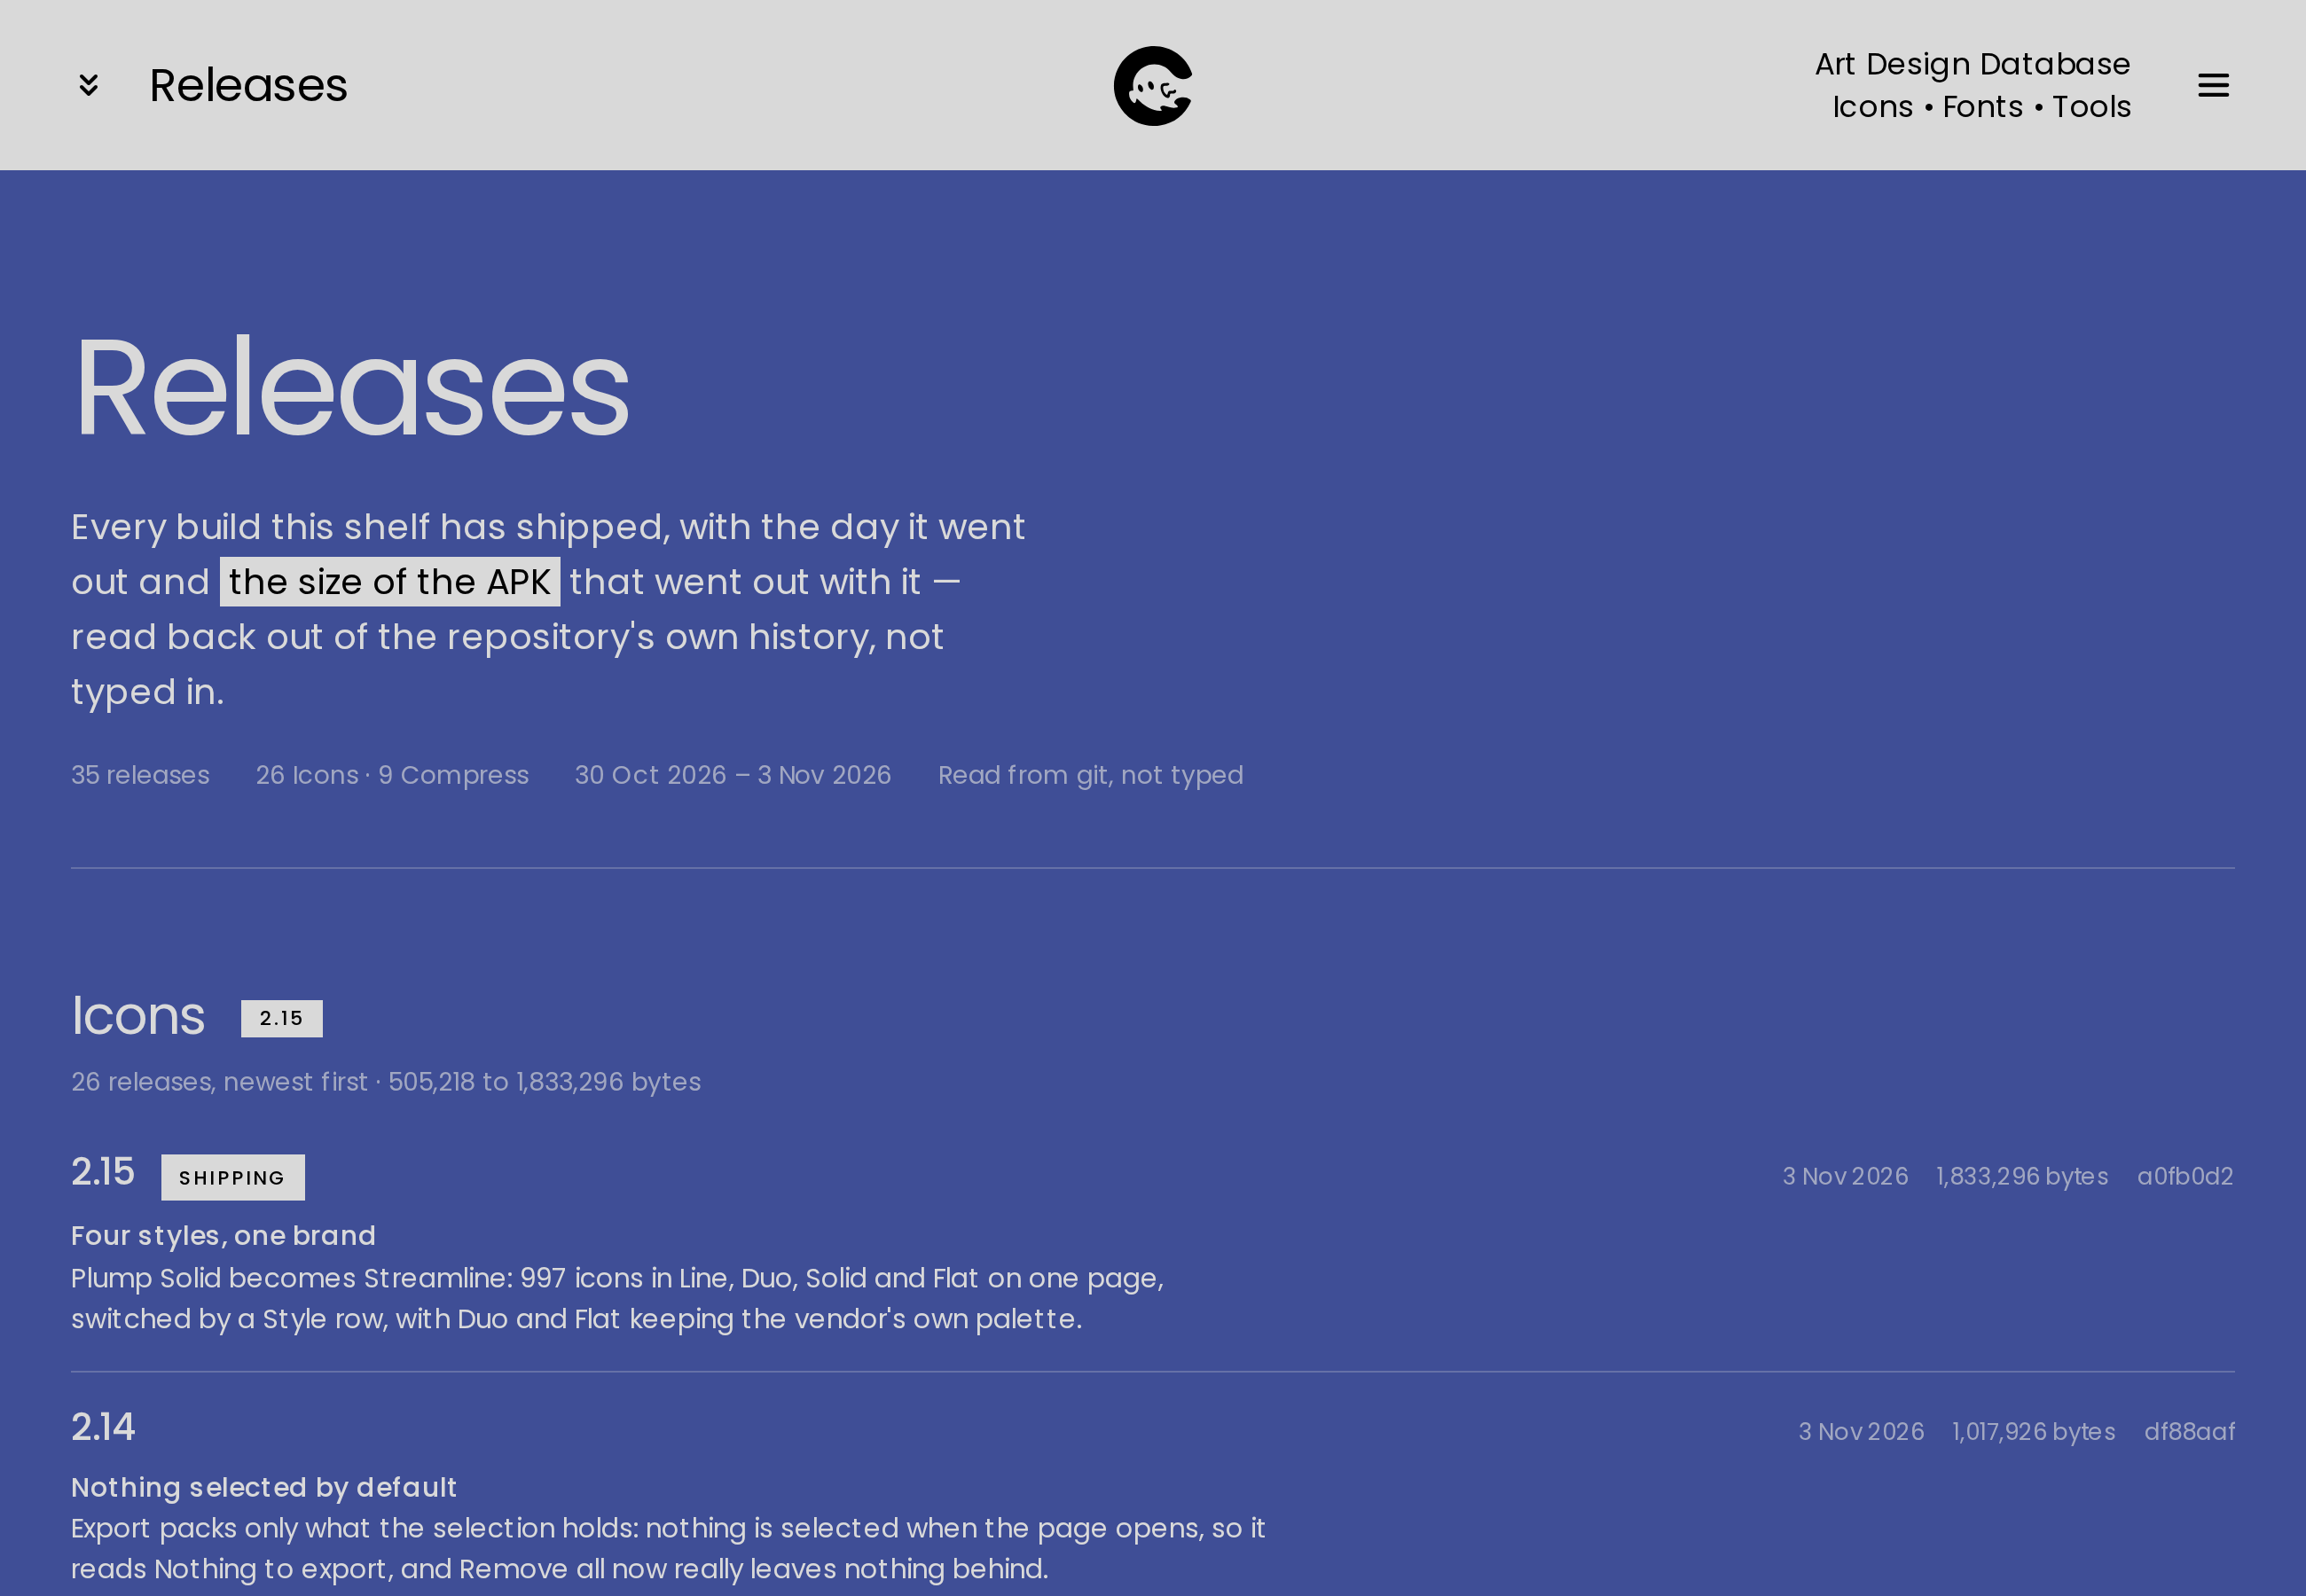 Releases
Art Design Database
Icons • Fonts • Tools
Releases
Every build this shelf has shipped, with the day it went
out and the size of the APK that went out with it —
read back out of the repository's own history, not
typed in.
35 releases 26 Icons · 9 Compress 30 Oct 2026 – 3 Nov 2026 Read from git, not typed
Icons 2.15
26 releases, newest first · 505,218 to 1,833,296 bytes
2.15 SHIPPING 3 Nov 2026 1,833,296 bytes a0fb0d2
Four styles, one brand
Plump Solid becomes Streamline: 997 icons in Line, Duo, Solid and Flat on one page,
switched by a Style row, with Duo and Flat keeping the vendor's own palette.
2.14 3 Nov 2026 1,017,926 bytes df88aaf
Nothing selected by default
Export packs only what the selection holds: nothing is selected when the page opens, so it
reads Nothing to export, and Remove all now really leaves nothing behind.